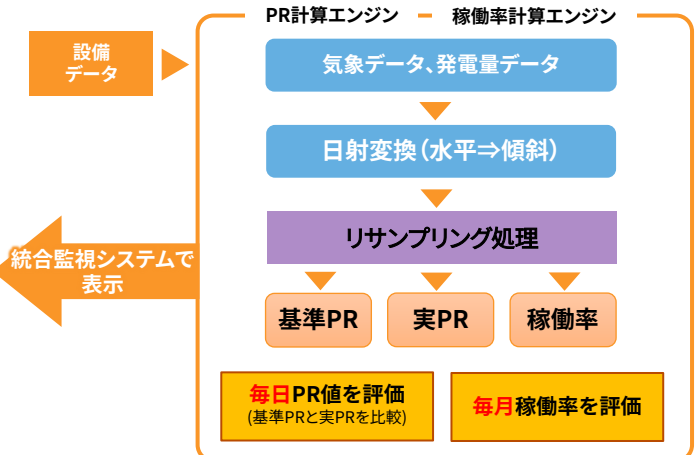 PR計算エンジン
稼働率計算エンジン
設備
データ
気象データ、発電量データ
日射変換（水平⇒傾斜）
リサンプリング処理
統合監視システムで
表示
基準PR
実PR
稼働率
毎日PR値を評価
(基準PRと実PRを比較)
毎月稼働率を評価